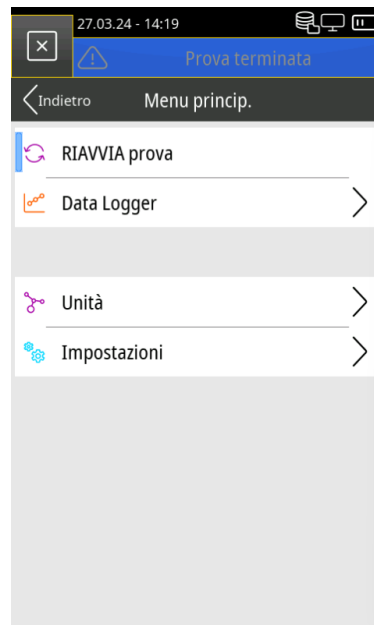 27.03.24 - 14:19
Prova terminata
Indietro Menu princip.
RIAVVIA prova
Data Logger
Unità
Impostazioni